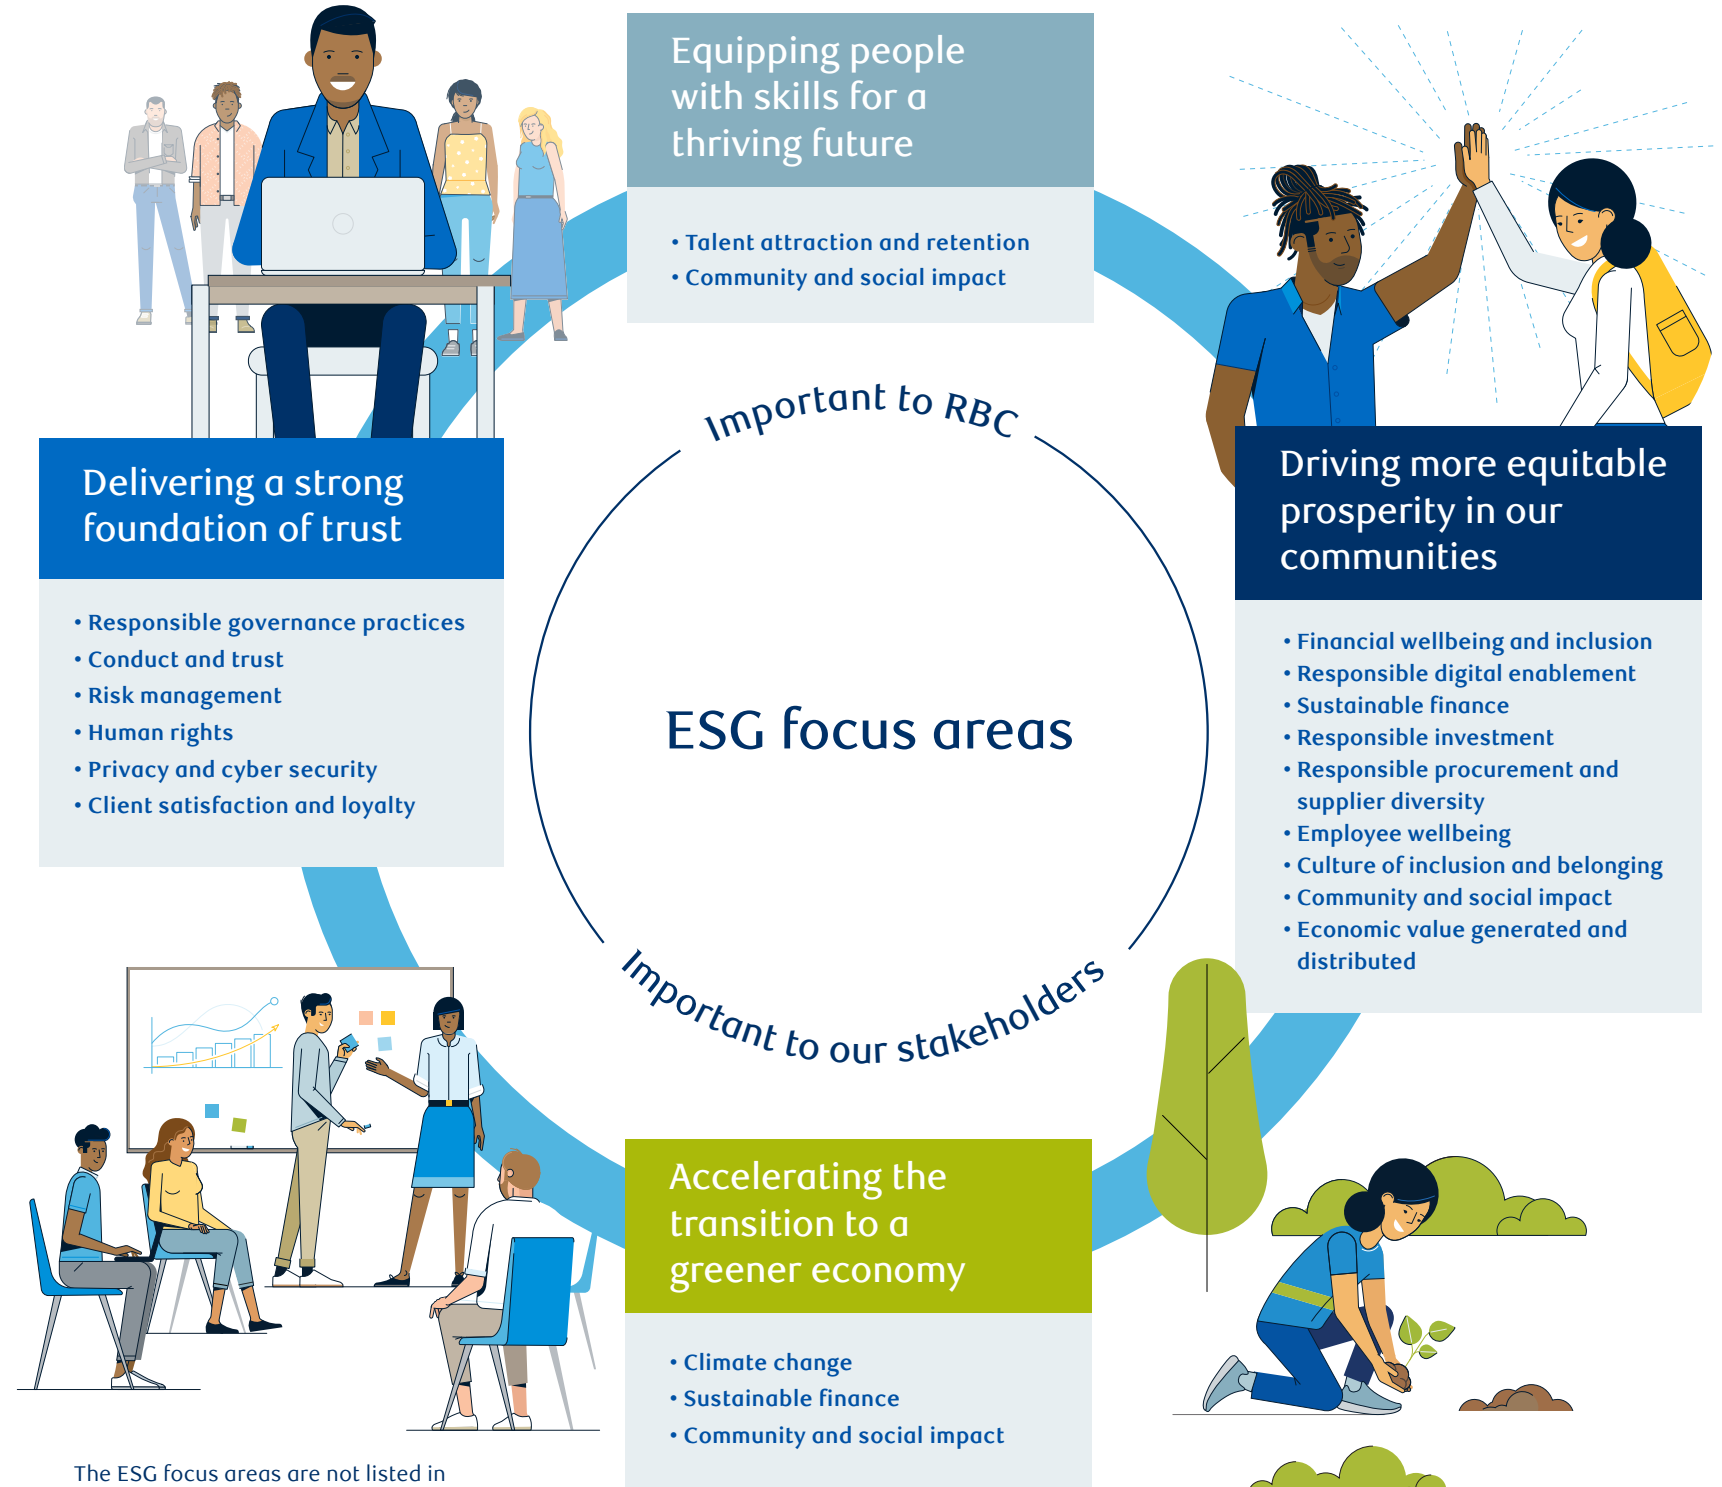 Equipping people
with skills for a
thriving future
• Talent attraction and retention
• Community and social impact
Important to RBC
Delivering a strong
foundation of trust
• Responsible governance practices
• Conduct and trust
• Risk management
• Human rights
• Privacy and cyber security
• Client satisfaction and loyalty
Driving more equitable
prosperity in our
communities
• Financial wellbeing and inclusion
• Responsible digital enablement
• Sustainable finance
• Responsible investment
• Responsible procurement and
supplier diversity
• Employee wellbeing
• Culture of inclusion and belonging
• Community and social impact
• Economic value generated and
distributed
ESG focus areas
Important to our stakeholders
Accelerating the
transition to a
greener economy
• Climate change
• Sustainable finance
• Community and social impact
The ESG focus areas are not listed in